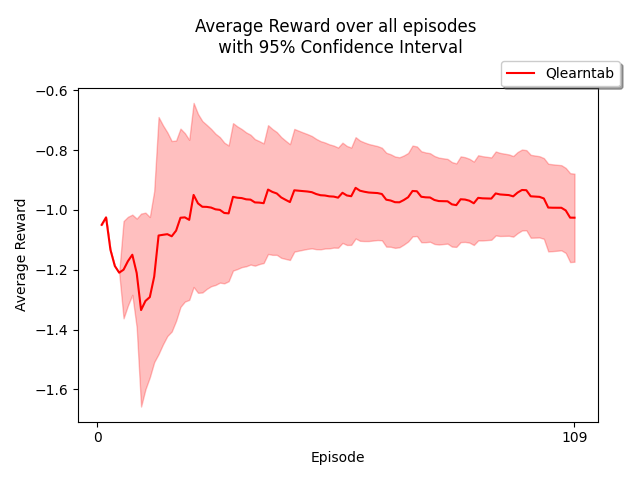 Average Reward over all episodes
with 95% Confidence Interval
Qlearntab
−0.6
−0.8
−1.0
−1.2
−1.4
−1.6
Average Reward
0
109
Episode